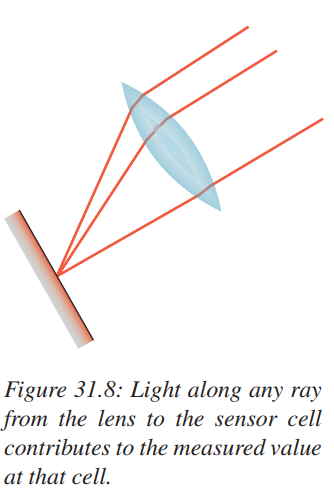 Figure 31.8: Light along any ray
from the lens to the sensor cell
contributes to the measured value
at that cell.